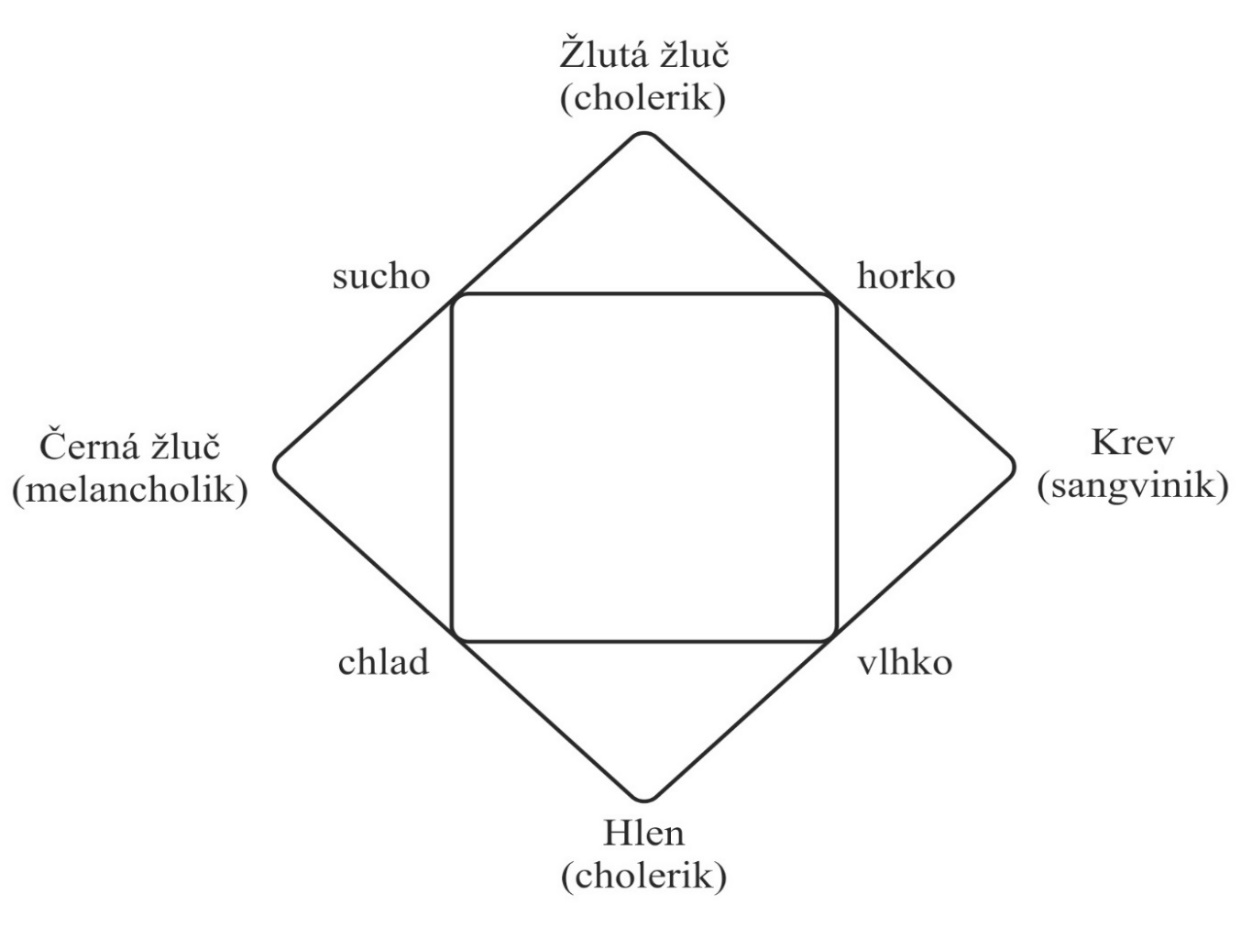 Žlutá žluč
(cholerik)
sucho
horko
Černá žluč
(melancholik)
Krev
(sangvinik)
chlad
vlhko
Hlen
(cholerik)